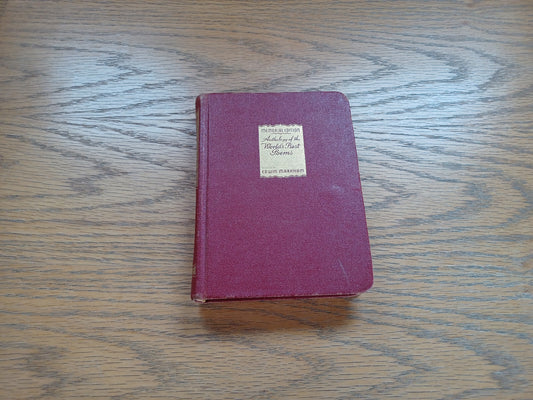 MEMORIAL EDITION
Anthology of the
World's Best
Poems
EDWIN MARKHAM